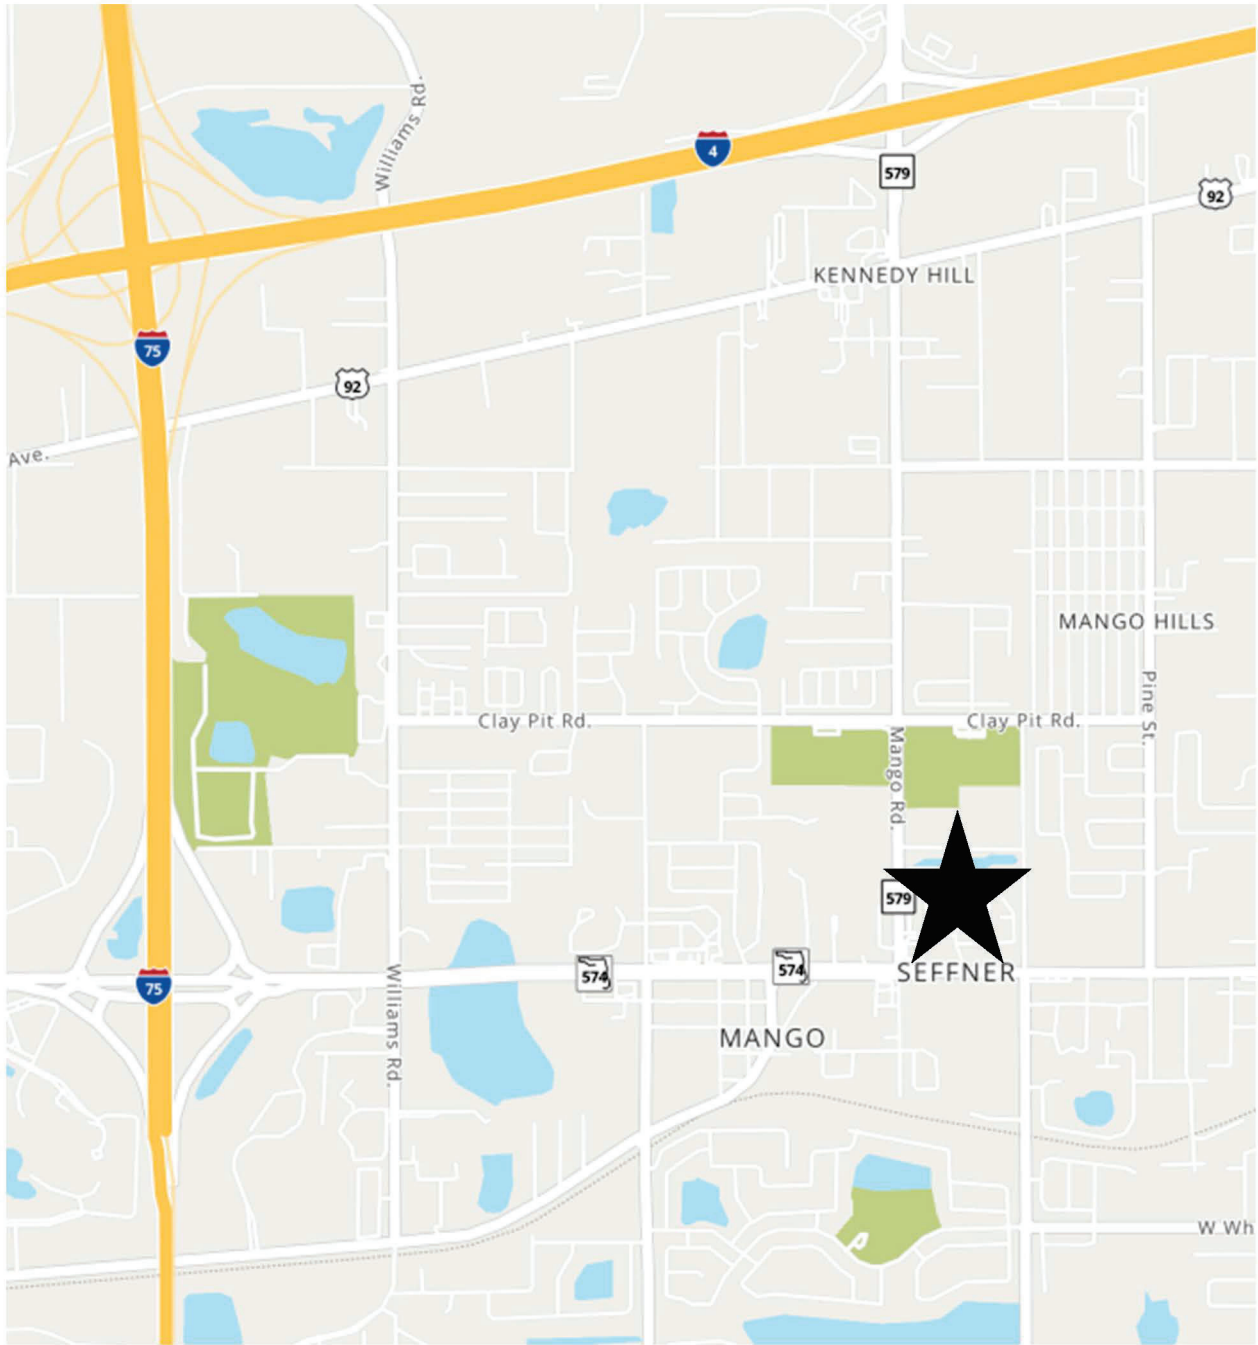 Williams Rd.
4
579
92
KENNEDY HILL
75
92
Ave.
MANGO HILLS
Pine St.
Clay Pit Rd.
Clay Pit Rd.
Mango Rd.
579
574
574
SEFFNER
75
Williams Rd.
MANGO
W Wh